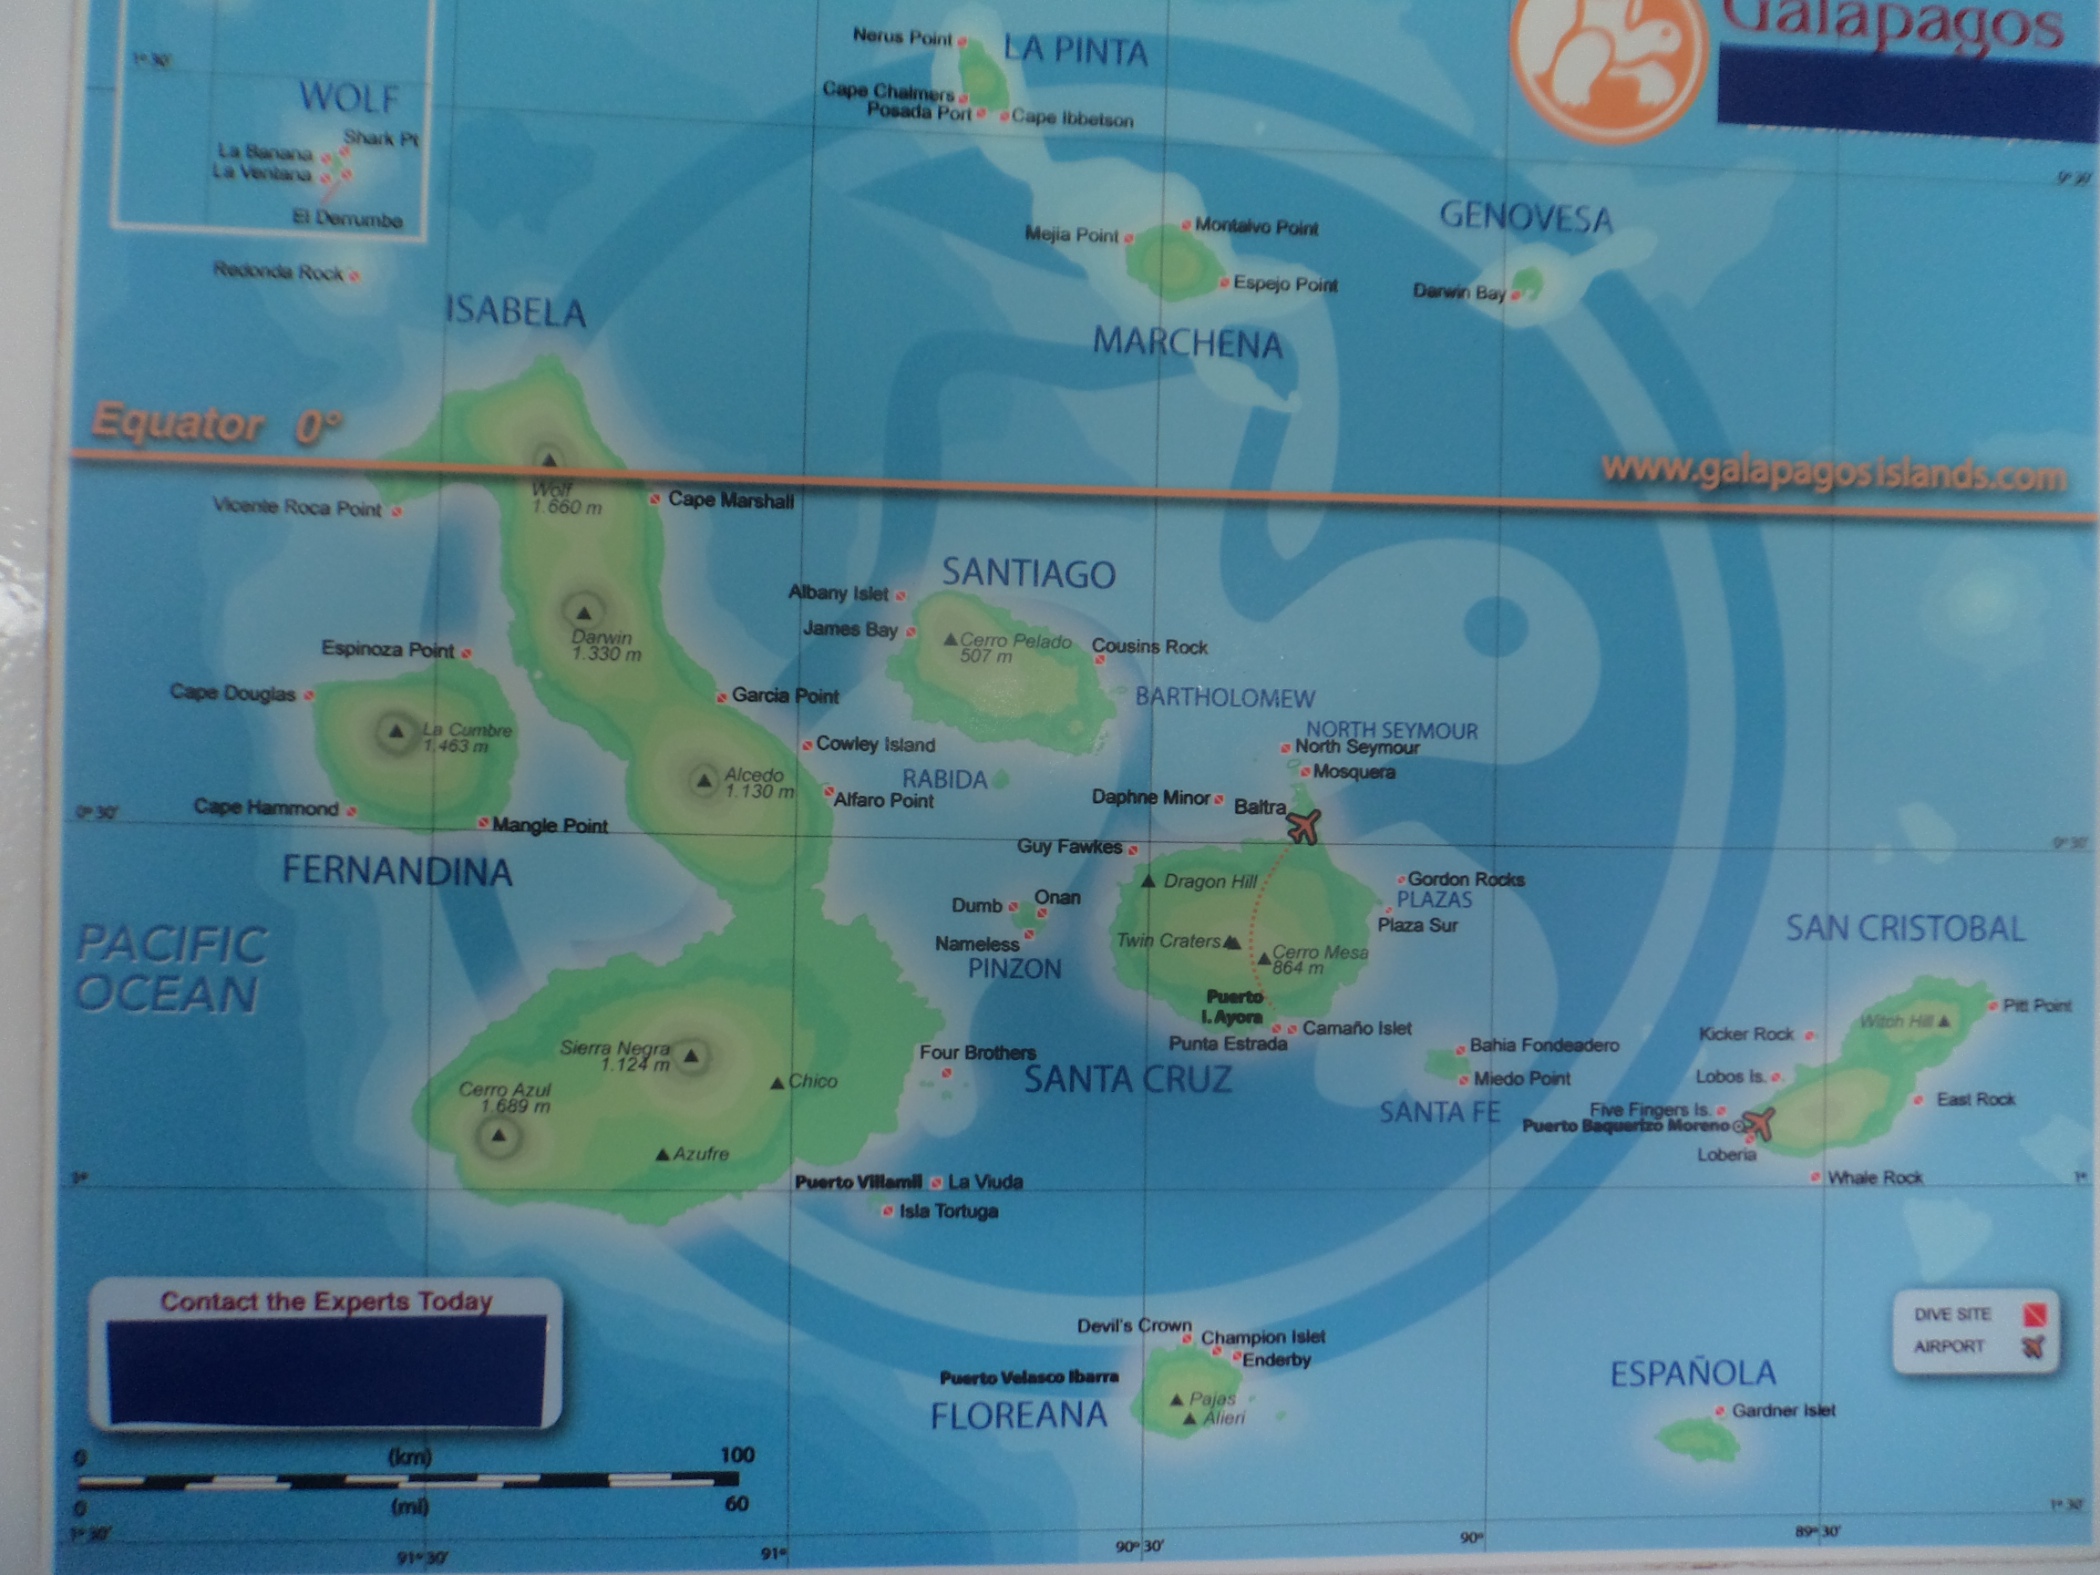 Galapagos
1° 30'
WOLF
Shark Pt
La Banana
La Ventana
El Derrumbe
Redonda Rock
Nerus Point
LA PINTA
Cape Chalmers
Posada Port
Cape Ibbetson
Mejia Point
Montalvo Point
Espejo Point
MARCHENA
GENOVESA
Darwin Bay
ISABELA
Equator 0°
www.galapagosislands.com
Vicente Roca Point
Wolf
1.660 m
Cape Marshall
SANTIAGO
Albany Islet
James Bay
Cerro Pelado
507 m
Cousins Rock
Darwin
1.330 m
Espinoza Point
Cape Douglas
Garcia Point
BARTHOLOMEW
La Cumbre
1.463 m
NORTH SEYMOUR
North Seymour
Cowley Island
Mosquera
Alcedo
1.130 m
RABIDA
Alfaro Point
Daphne Minor
Baltra
0° 30'
Cape Hammond
Mangle Point
Guy Fawkes
0° 30'
FERNANDINA
Dragon Hill
Gordon Rocks
PLAZAS
Plaza Sur
Dumb
Onan
Nameless
PINZON
Twin Craters
Cerro Mesa
864 m
PACIFIC
OCEAN
SAN CRISTOBAL
Puerto
I. Ayora
Camaño Islet
Punta Estrada
Pitt Point
Witch Hill
Kicker Rock
Sierra Negra
1.124 m
Four Brothers
SANTA CRUZ
Bahia Fondeadero
Miedo Point
SANTA FE
Lobos Is.
Cerro Azul
1.689 m
Chico
Five Fingers Is.
East Rock
Puerto Baquerizo Moreno
Loberia
Azufre
1°
Puerto Villamil
La Viuda
Whale Rock
1°
Isla Tortuga
Contact the Experts Today
Devil's Crown
Champion Islet
Enderby
DIVE SITE
AIRPORT
Puerto Velasco Ibarra
FLOREANA
Pajas
Alieri
ESPAÑOLA
Gardner Islet
0 (km) 100
0 (mi) 60
1° 30'
1° 30'
91° 30'
91°
90° 30'
90°
89° 30'